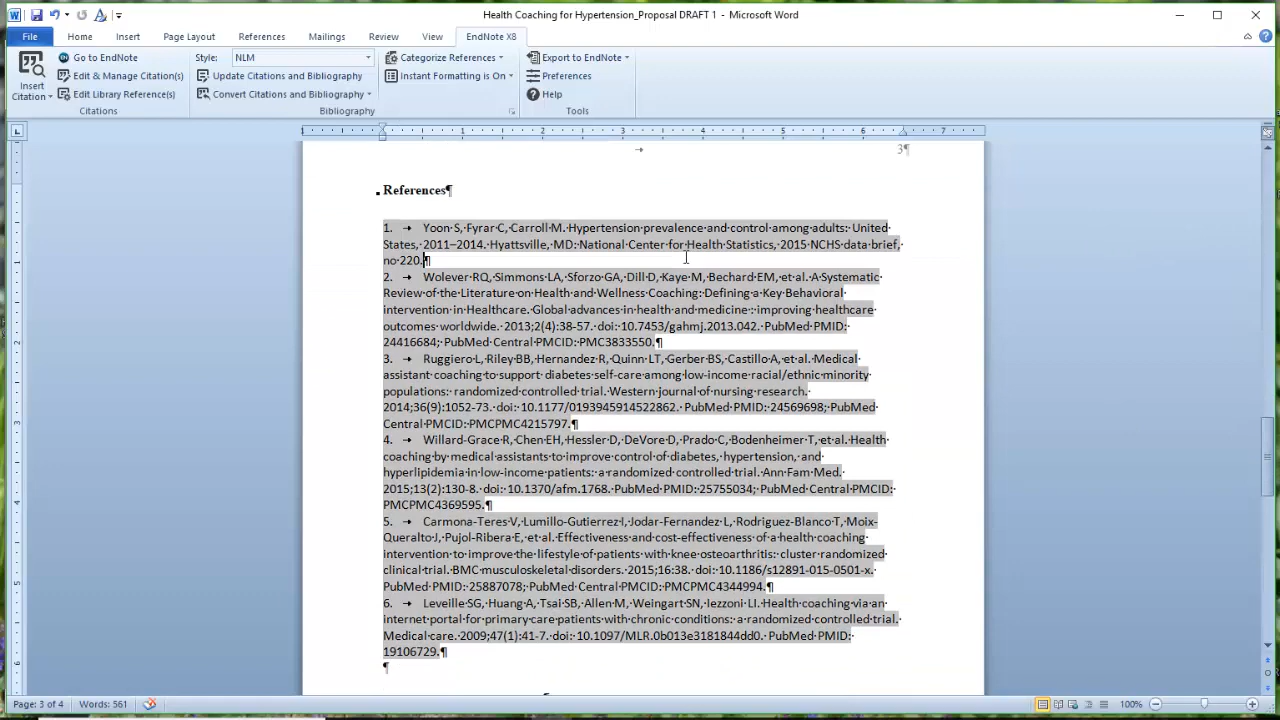 Health Coaching for Hypertension_Proposal DRAFT 1 - Microsoft Word
File Home Insert Page Layout References Mailings Review View EndNote X8
Go to EndNote Style: NLM Categorize References Export to EndNote
Edit & Manage Citation(s) Update Citations and Bibliography Instant Formatting is On Preferences
Insert Citation Edit Library Reference(s) Convert Citations and Bibliography Help
Citations Bibliography Tools
1 1 2 3 4 5 6 7
3¶
References¶
1. → Yoon·S,·Fyrar·C,·Carroll·M.·Hypertension·prevalence·and·control·among·adults:·United·
States,·2011–2014.·Hyattsville,·MD:·National·Center·for·Health·Statistics,·2015·NCHS·data·brief,·
no·220.¶
2. → Wolever·RQ,·Simmons·LA,·Sforzo·GA,·Dill·D,·Kaye·M,·Bechard·EM,·et·al.·A·Systematic·
Review·of·the·Literature·on·Health·and·Wellness·Coaching:·Defining·a·Key·Behavioral·
intervention·in·Healthcare.·Global·advances·in·health·and·medicine·:·improving·healthcare·
outcomes·worldwide.·2013;2(4):38-57.·doi:·10.7453/gahmj.2013.042.·PubMed·PMID:·
24416684;·PubMed·Central·PMCID:·PMC3833550.¶
3. → Ruggiero·L,·Riley·BB,·Hernandez·R,·Quinn·LT,·Gerber·BS,·Castillo·A,·et·al.·Medical·
assistant·coaching·to·support·diabetes·self-care·among·low-income·racial/ethnic·minority·
populations:·randomized·controlled·trial.·Western·journal·of·nursing·research.·
2014;36(9):1052-73.·doi:·10.1177/0193945914522862.·PubMed·PMID:·24569698;·PubMed·
Central·PMCID:·PMCPMC4215797.¶
4. → Willard-Grace·R,·Chen·EH,·Hessler·D,·DeVore·D,·Prado·C,·Bodenheimer·T,·et·al.·Health·
coaching·by·medical·assistants·to·improve·control·of·diabetes,·hypertension,·and·
hyperlipidemia·in·low-income·patients:·a·randomized·controlled·trial.·Ann·Fam·Med.·
2015;13(2):130-8.·doi:·10.1370/afm.1768.·PubMed·PMID:·25755034;·PubMed·Central·PMCID:·
PMCPMC4369595.¶
5. → Carmona-Teres·V,·Lumillo-Gutierrez·I,·Jodar-Fernandez·L,·Rodriguez-Blanco·T,·Moix-
Queralto·J,·Pujol-Ribera·E,·et·al.·Effectiveness·and·cost-effectiveness·of·a·health·coaching·
intervention·to·improve·the·lifestyle·of·patients·with·knee·osteoarthritis:·cluster·randomized·
clinical·trial.·BMC·musculoskeletal·disorders.·2015;16:38.·doi:·10.1186/s12891-015-0501-x.·
PubMed·PMID:·25887078;·PubMed·Central·PMCID:·PMCPMC4344994.¶
6. → Leveille·SG,·Huang·A,·Tsai·SB,·Allen·M,·Weingart·SN,·Iezzoni·LI.·Health·coaching·via·an·
internet·portal·for·primary·care·patients·with·chronic·conditions:·a·randomized·controlled·trial.·
Medical·care.·2009;47(1):41-7.·doi:·10.1097/MLR.0b013e3181844dd0.·PubMed·PMID:·
19106729.¶
¶
Page: 3 of 4 Words: 561 100%